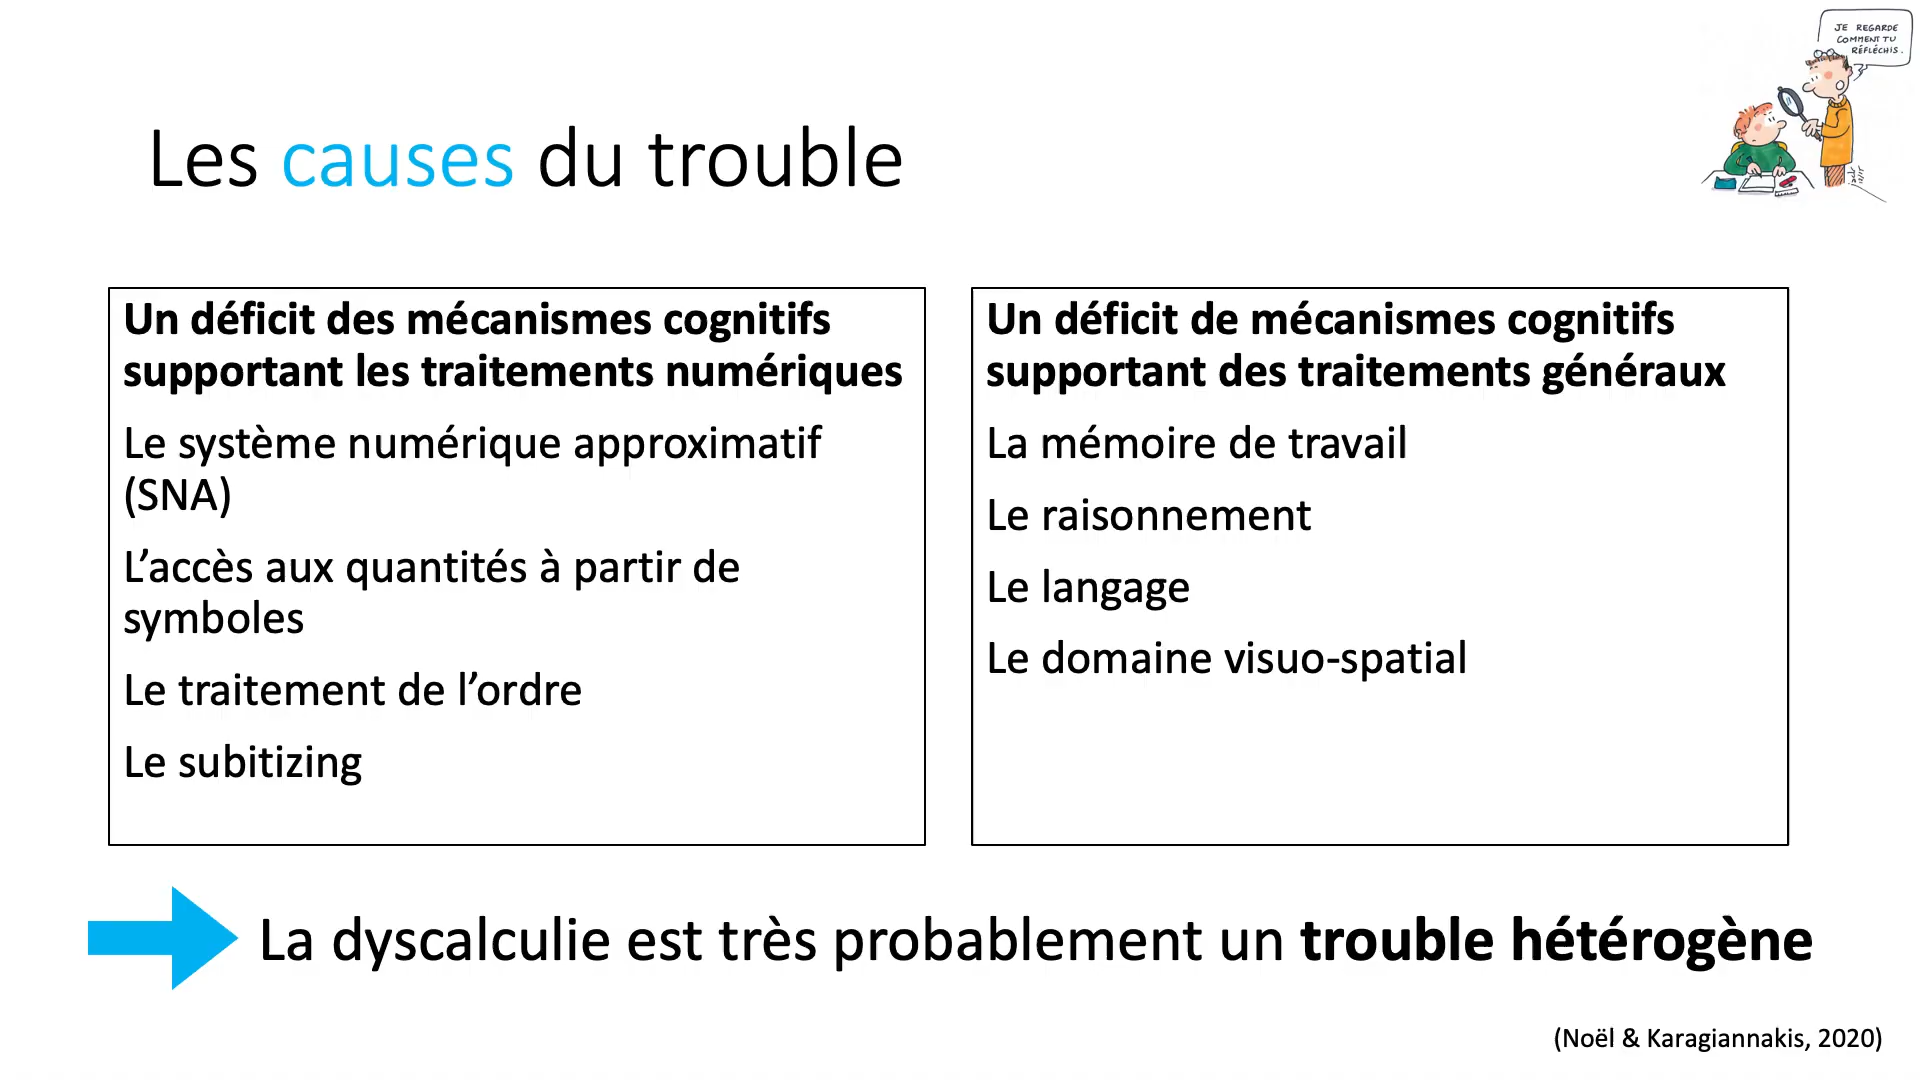 JE REGARDE
COMMENT TU
RÉFLÉCHIS.
Les causes du trouble
Un déficit des mécanismes cognitifs
supportant les traitements numériques
Le système numérique approximatif
(SNA)
L’accès aux quantités à partir de
symboles
Le traitement de l’ordre
Le subitizing
Un déficit de mécanismes cognitifs
supportant des traitements généraux
La mémoire de travail
Le raisonnement
Le langage
Le domaine visuo-spatial
La dyscalculie est très probablement un trouble hétérogène
(Noël & Karagiannakis, 2020)